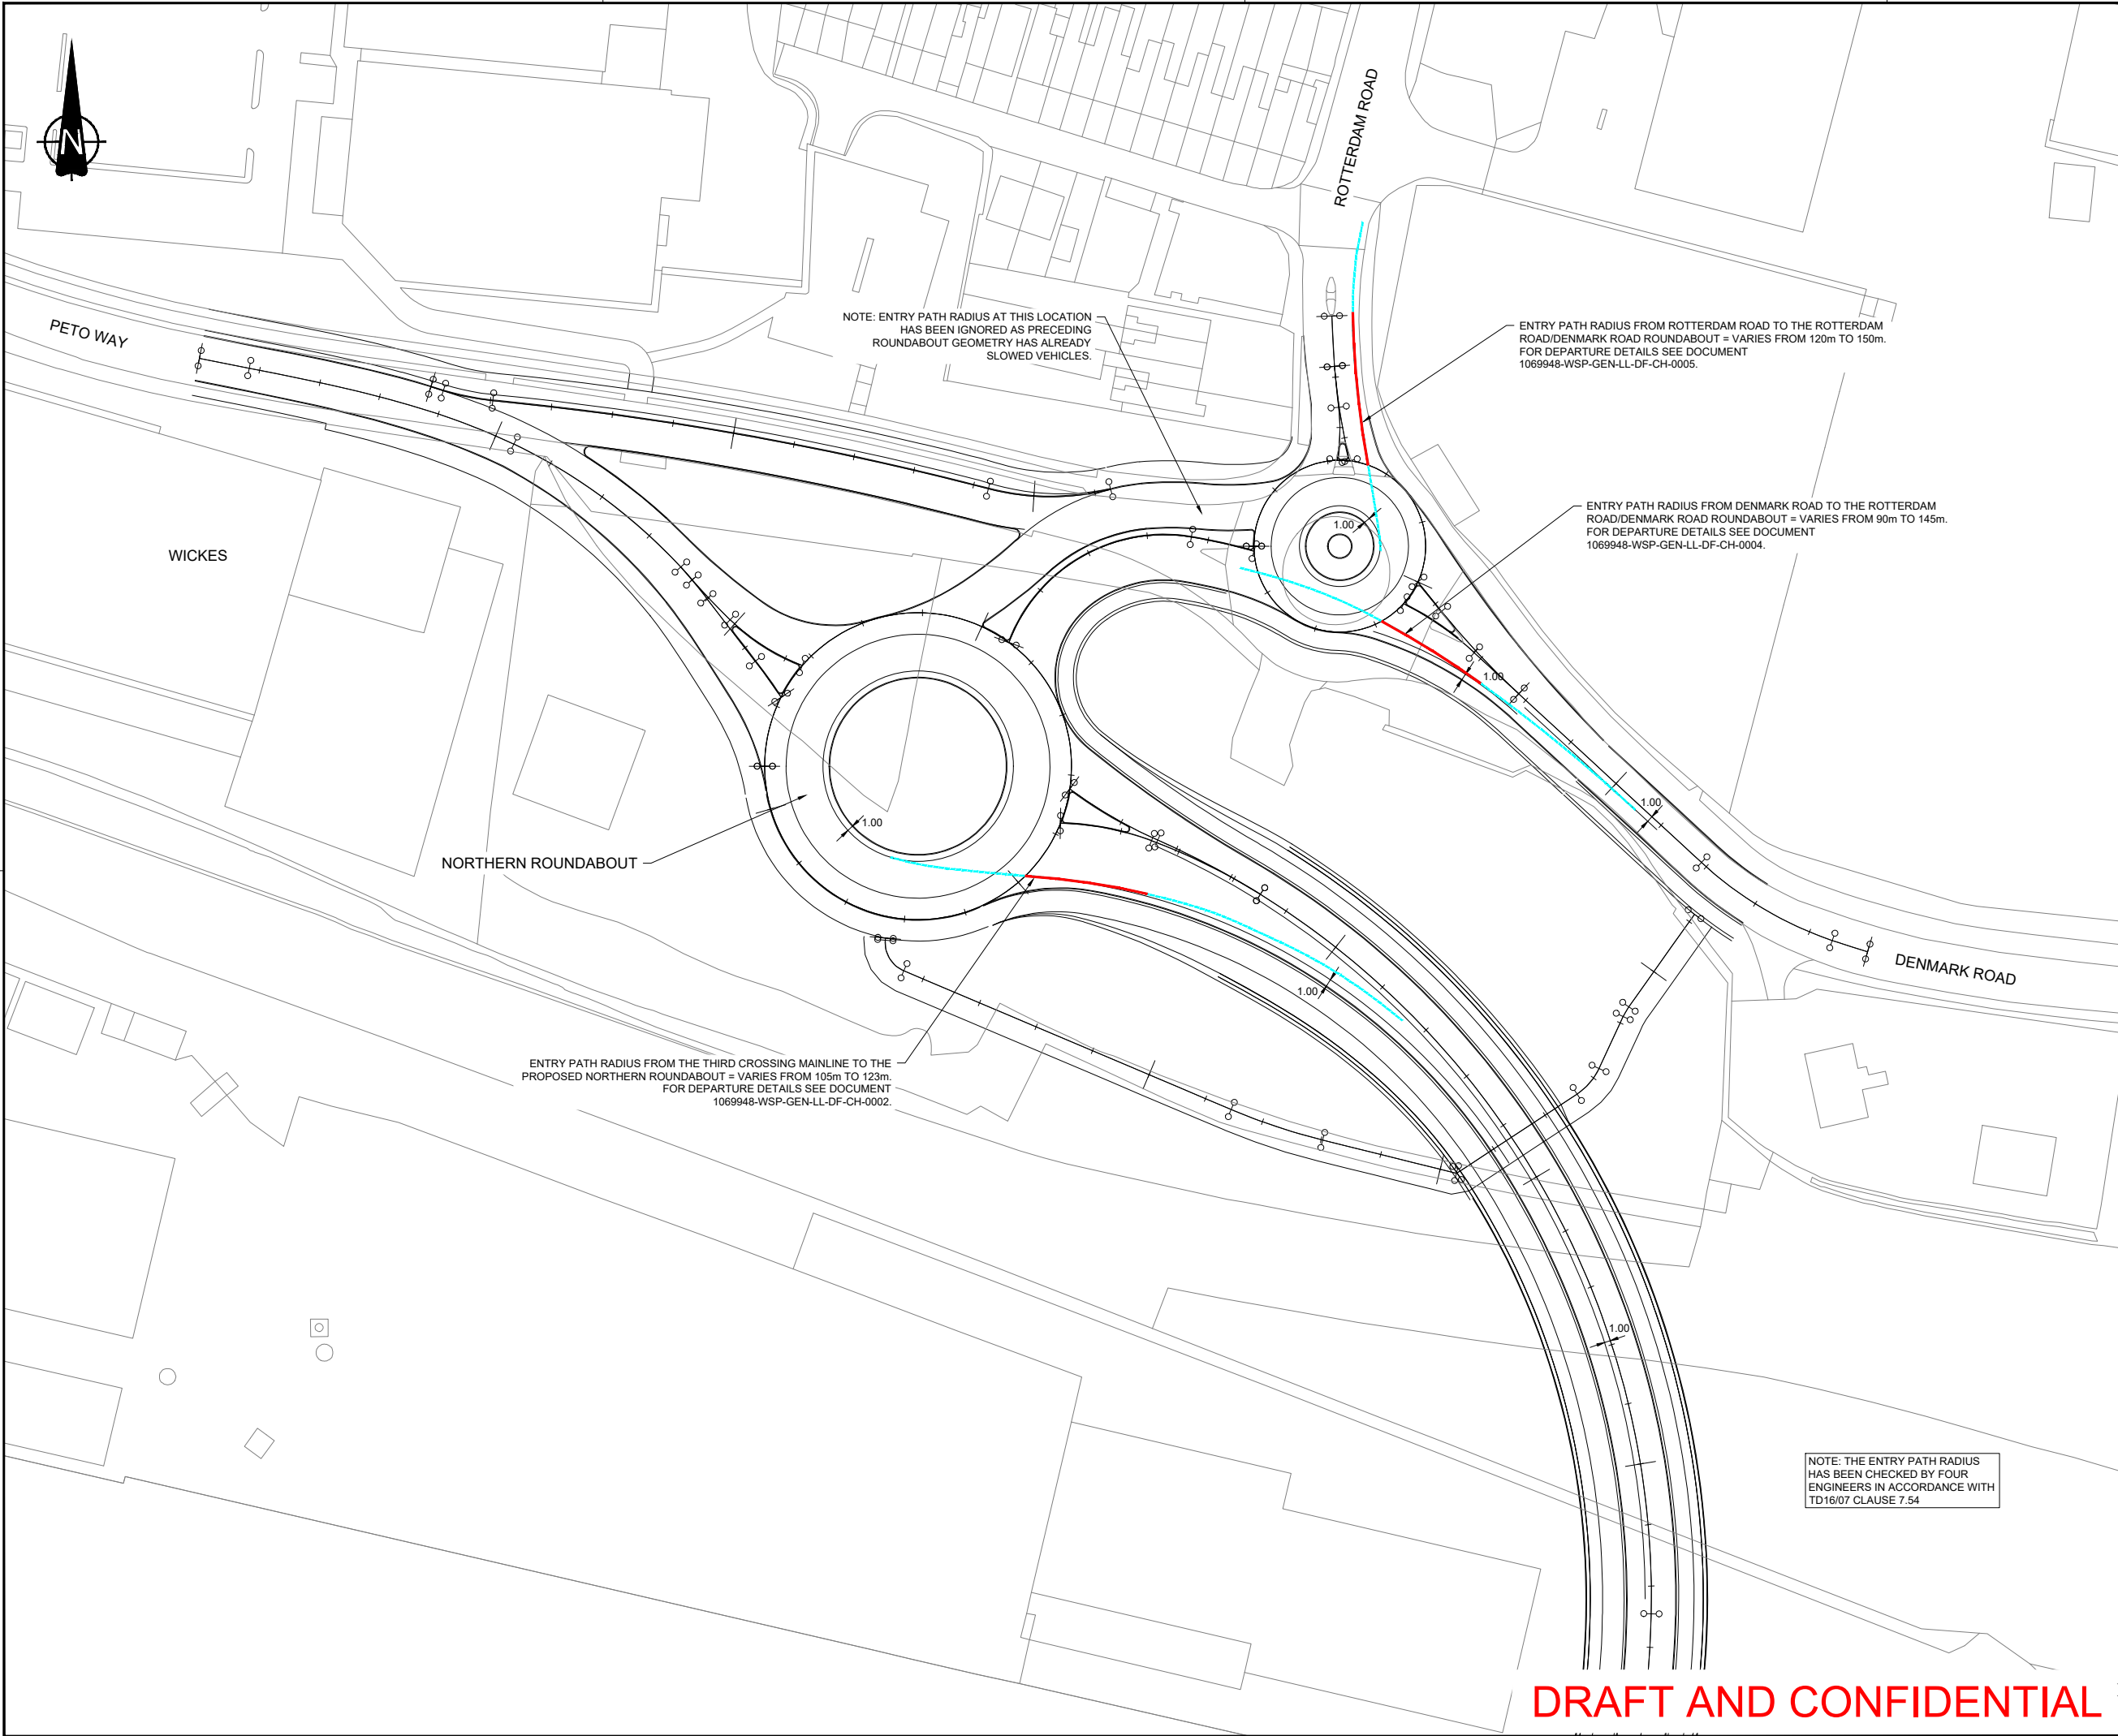 N
ROTTERDAM ROAD
PETO WAY
NOTE: ENTRY PATH RADIUS AT THIS LOCATION
HAS BEEN IGNORED AS PRECEDING
ROUNDABOUT GEOMETRY HAS ALREADY
SLOWED VEHICLES.
ENTRY PATH RADIUS FROM ROTTERDAM ROAD TO THE ROTTERDAM
ROAD/DENMARK ROAD ROUNDABOUT = VARIES FROM 120m TO 150m.
FOR DEPARTURE DETAILS SEE DOCUMENT
1069948-WSP-GEN-LL-DF-CH-0005.
ENTRY PATH RADIUS FROM DENMARK ROAD TO THE ROTTERDAM
ROAD/DENMARK ROAD ROUNDABOUT = VARIES FROM 90m TO 145m.
FOR DEPARTURE DETAILS SEE DOCUMENT
1069948-WSP-GEN-LL-DF-CH-0004.
1.00
WICKES
1.00
1.00
1.00
NORTHERN ROUNDABOUT
DENMARK ROAD
1.00
ENTRY PATH RADIUS FROM THE THIRD CROSSING MAINLINE TO THE
PROPOSED NORTHERN ROUNDABOUT = VARIES FROM 105m TO 123m.
FOR DEPARTURE DETAILS SEE DOCUMENT
1069948-WSP-GEN-LL-DF-CH-0002.
1.00
NOTE: THE ENTRY PATH RADIUS
HAS BEEN CHECKED BY FOUR
ENGINEERS IN ACCORDANCE WITH
TD16/07 CLAUSE 7.54
DRAFT AND CONFIDENTIAL